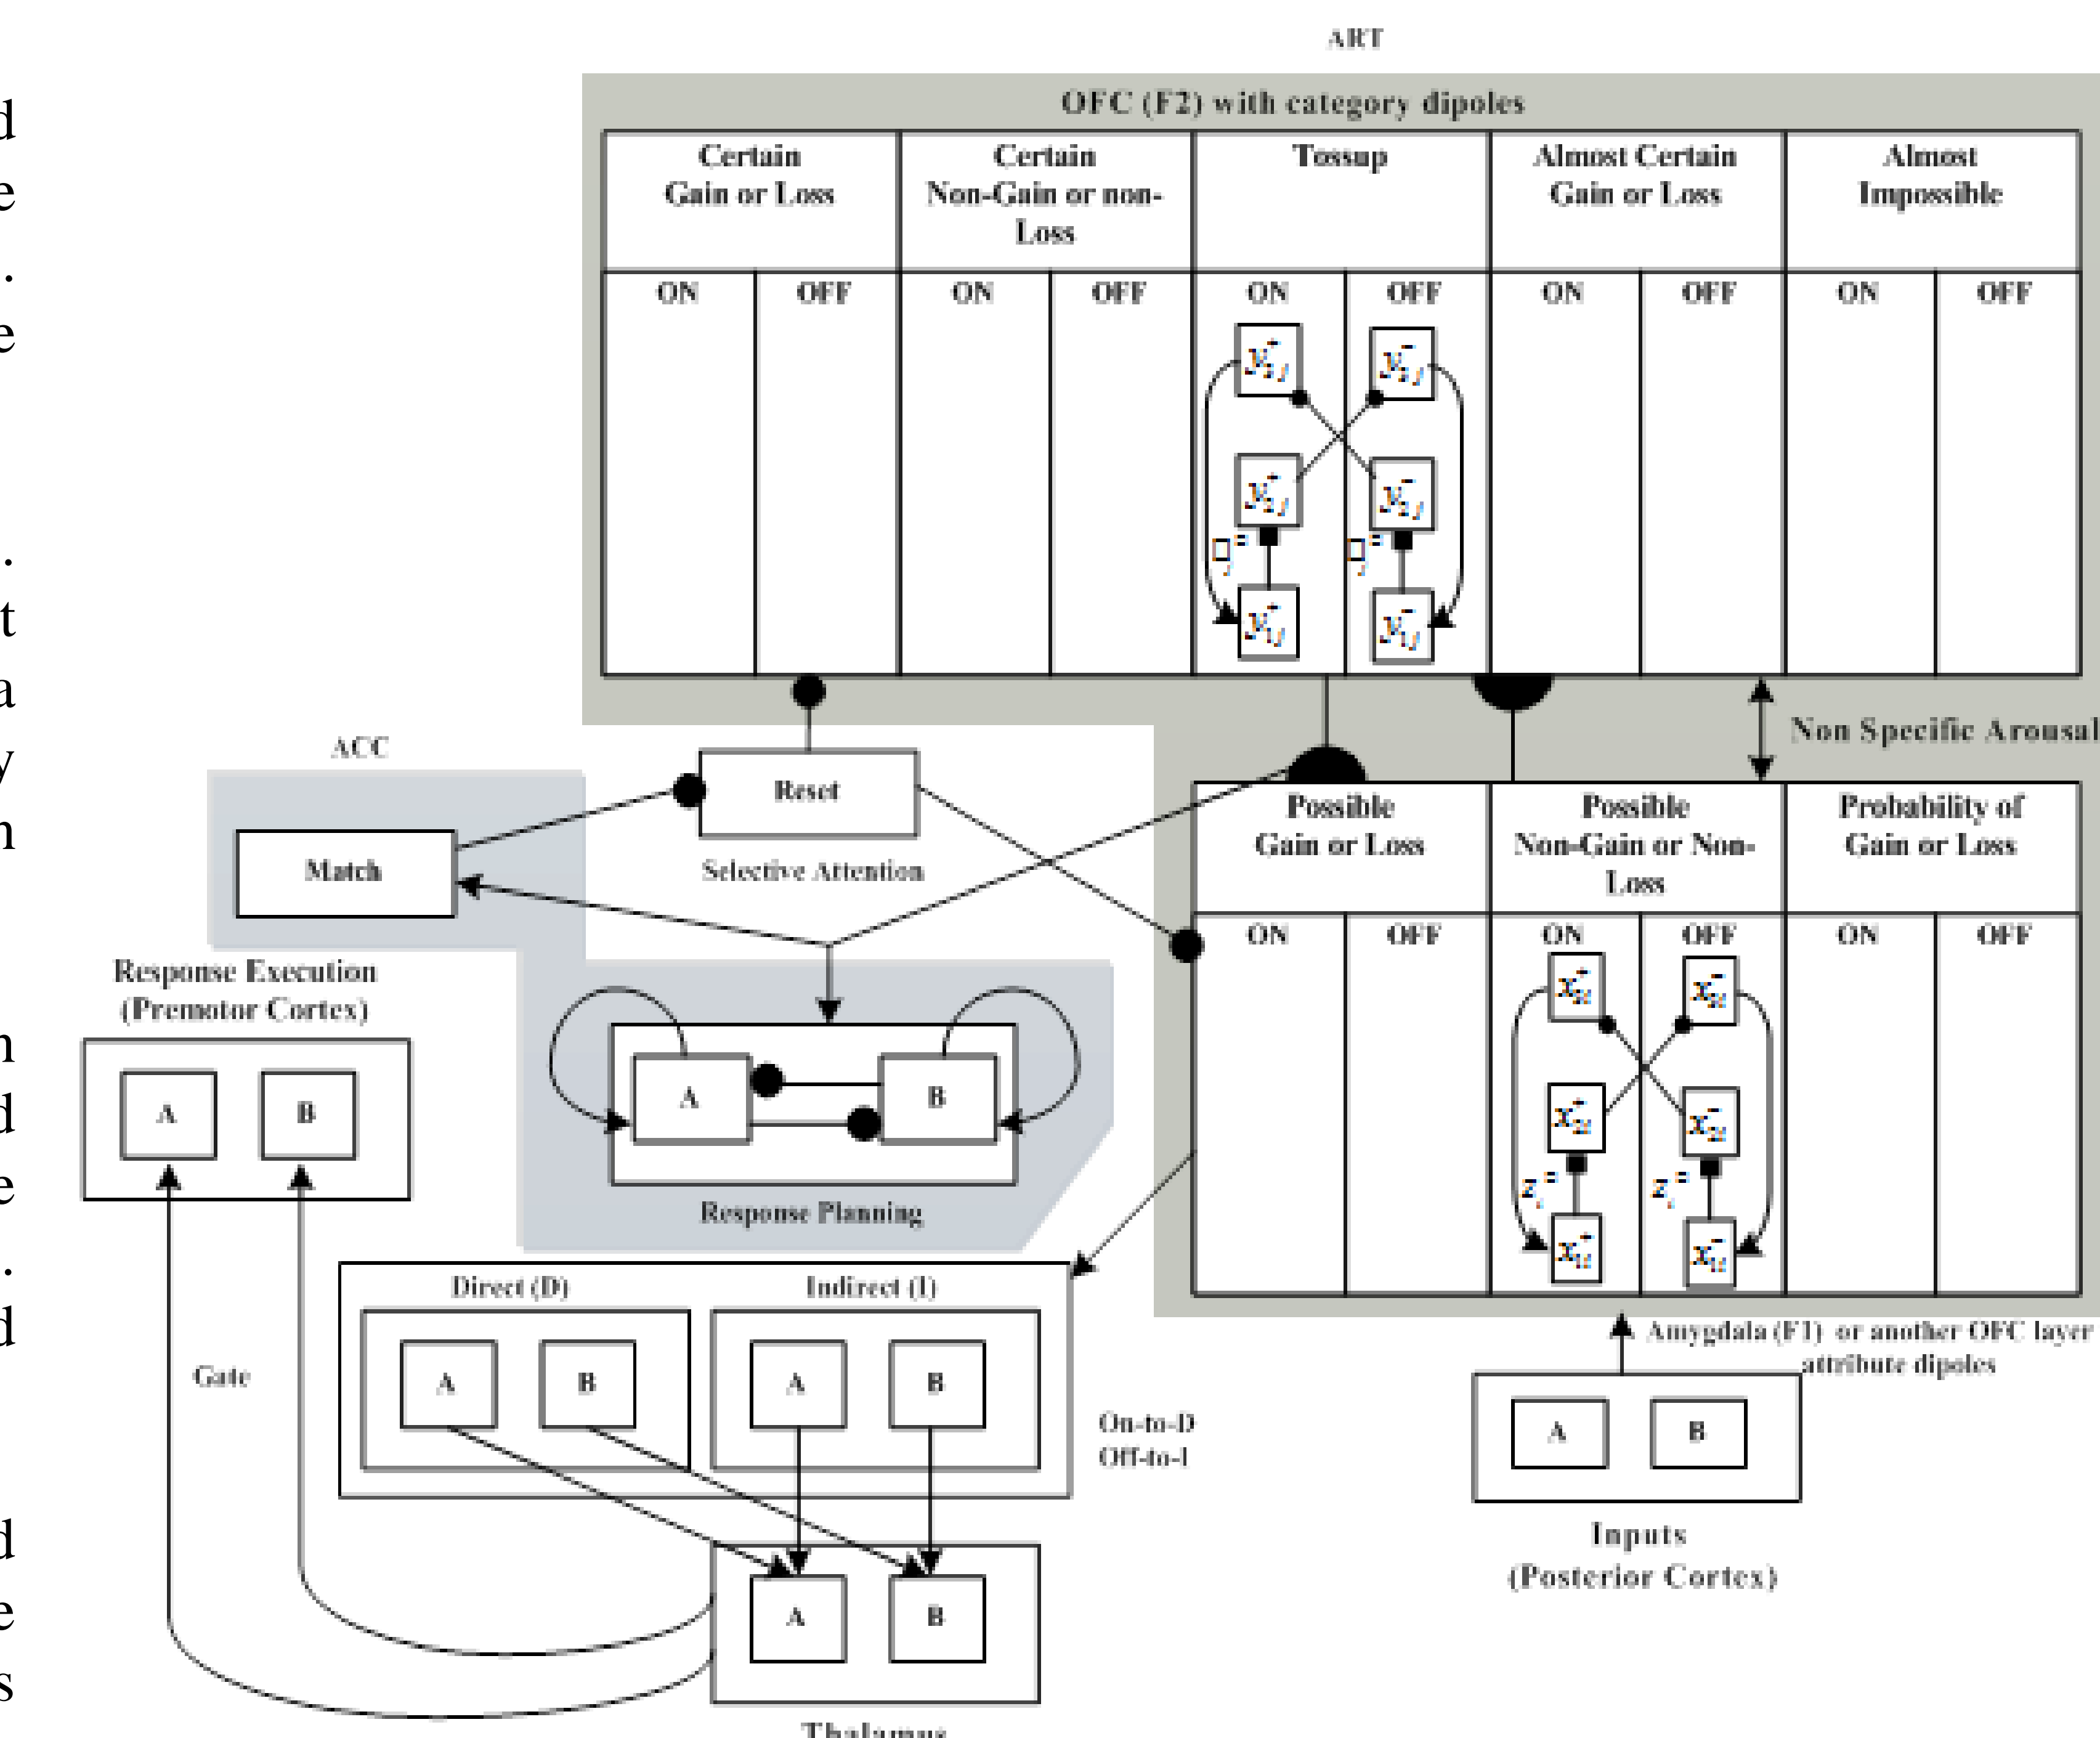 d
e
.
e
.
t
a
y
n
n
d
e
.
d
d
e
s
ART
OFC (F2) with category dipoles
Certain
Gain or Loss
Certain
Non-Gain or non-
Loss
Tossup
Almost Certain
Gain or Loss
Almost
Impossible
ON OFF ON OFF ON OFF ON OFF ON OFF
Non Specific Arousal
ACC
Match
Reset
Selective Attention
Possible
Gain or Loss
Possible
Non-Gain or Non-
Loss
Probability of
Gain or Loss
ON OFF ON OFF ON OFF
Response Execution
(Premotor Cortex)
A B
A B
Response Planning
Direct (D) Indirect (I)
A B A B
Gate
On-to-D
Off-to-I
Amygdala (F1) or another OFC layer
attribute dipoles
A B
Inputs
(Posterior Cortex)
A B
Thalamus